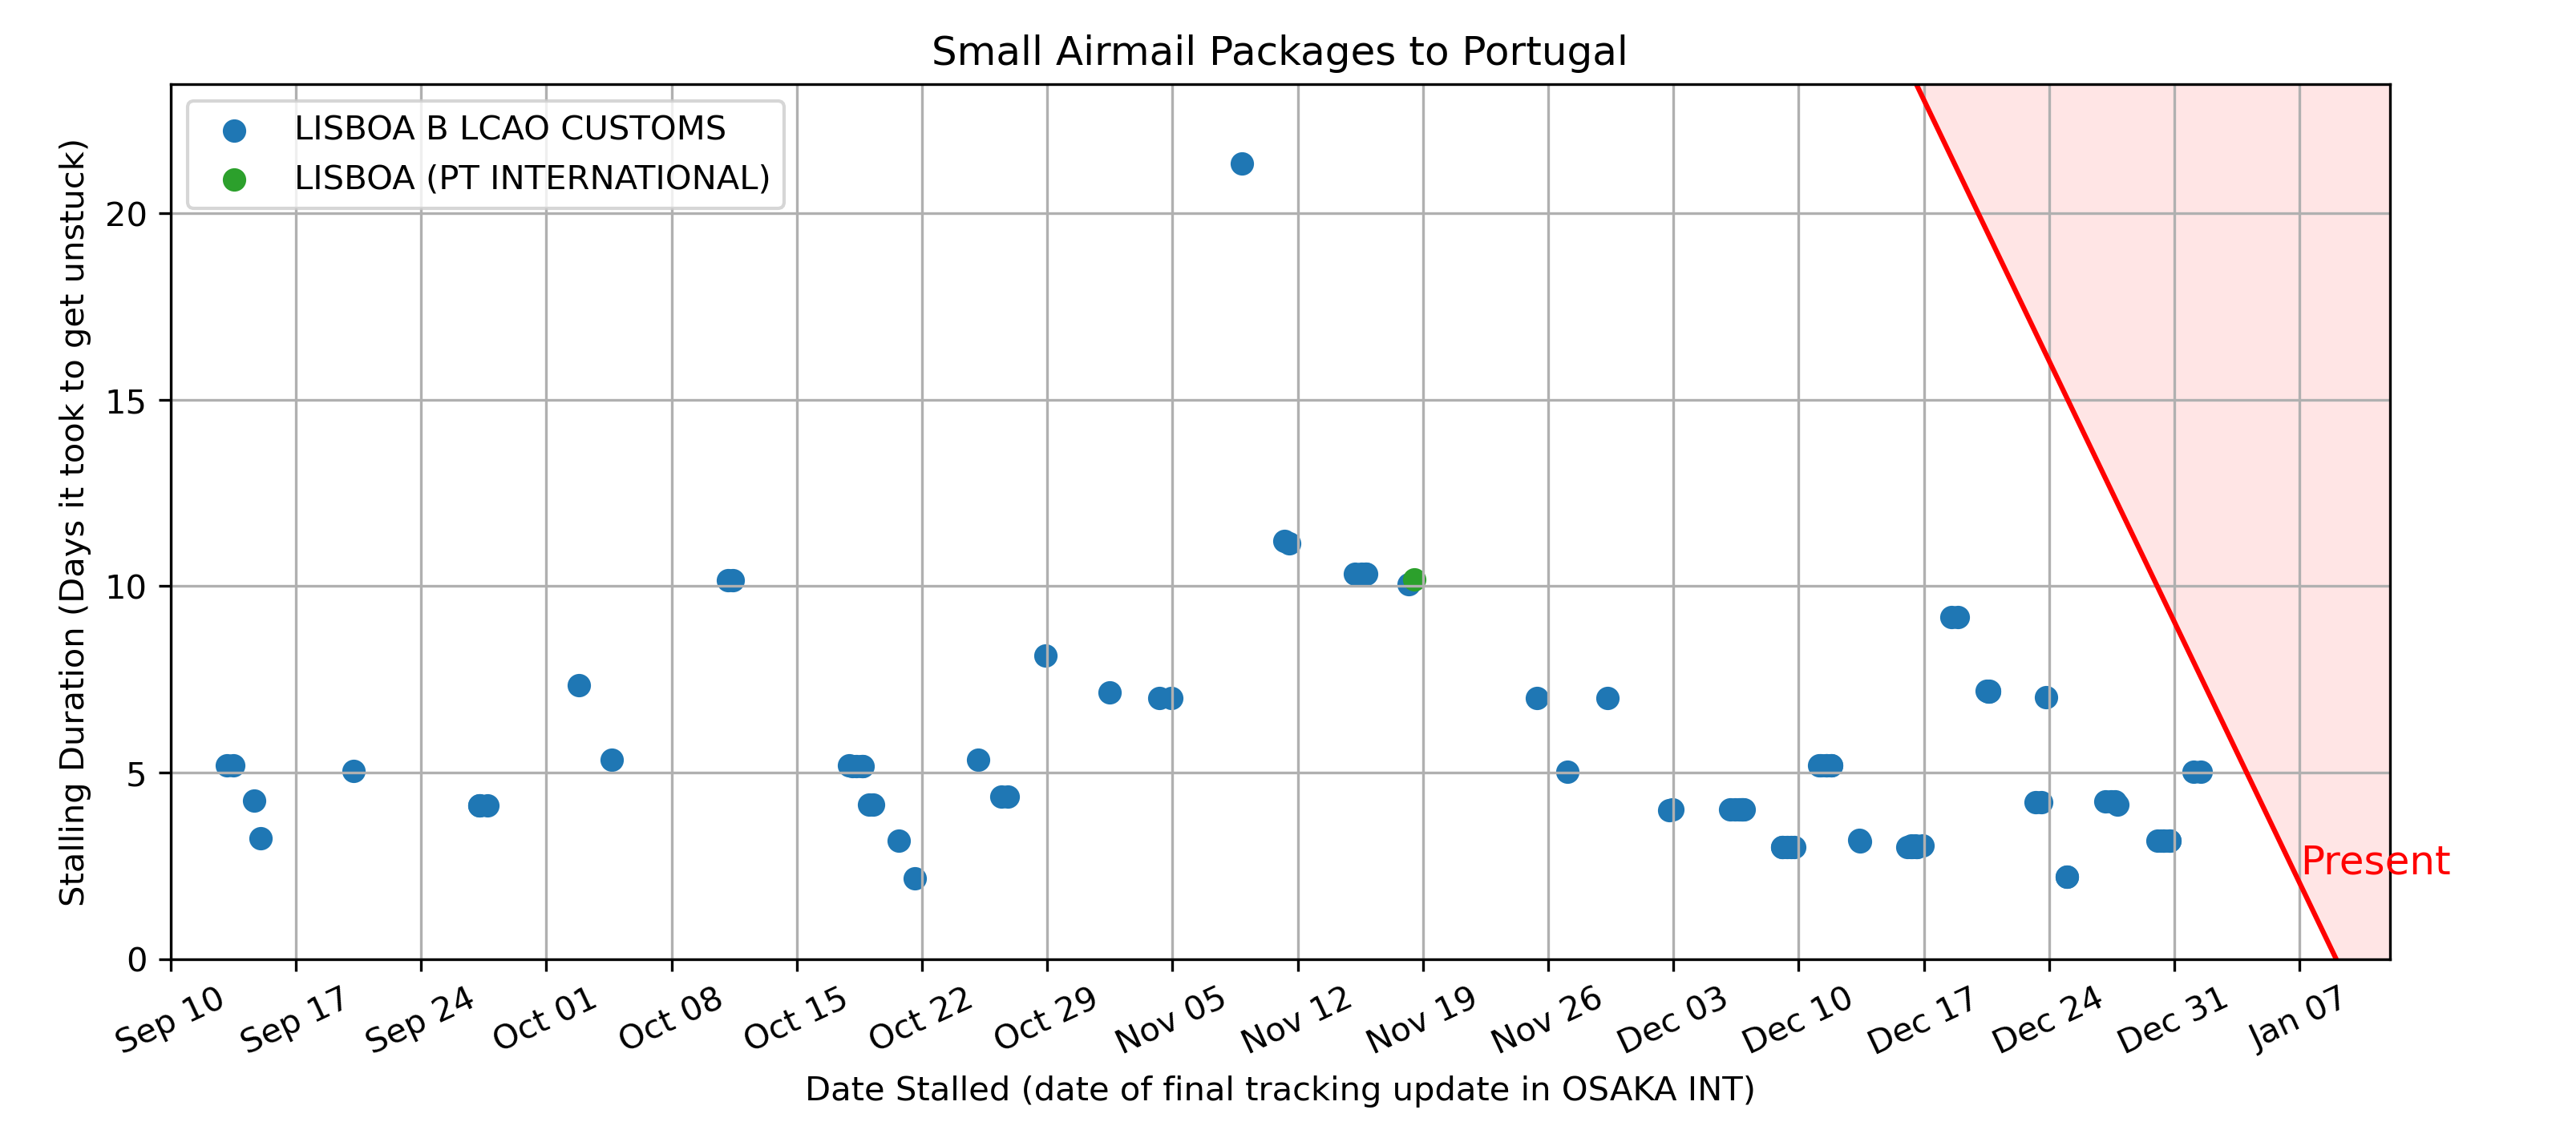 Small Airmail Packages to Portugal
LISBOA B LCAO CUSTOMS
LISBOA (PT INTERNATIONAL)
Stalling Duration (Days it took to get unstuck)
20
15
10
5
0
Present
Sep 10
Sep 17
Sep 24
Oct 01
Oct 08
Oct 15
Oct 22
Oct 29
Nov 05
Nov 12
Nov 19
Nov 26
Dec 03
Dec 10
Dec 17
Dec 24
Dec 31
Jan 07
Date Stalled (date of final tracking update in OSAKA INT)